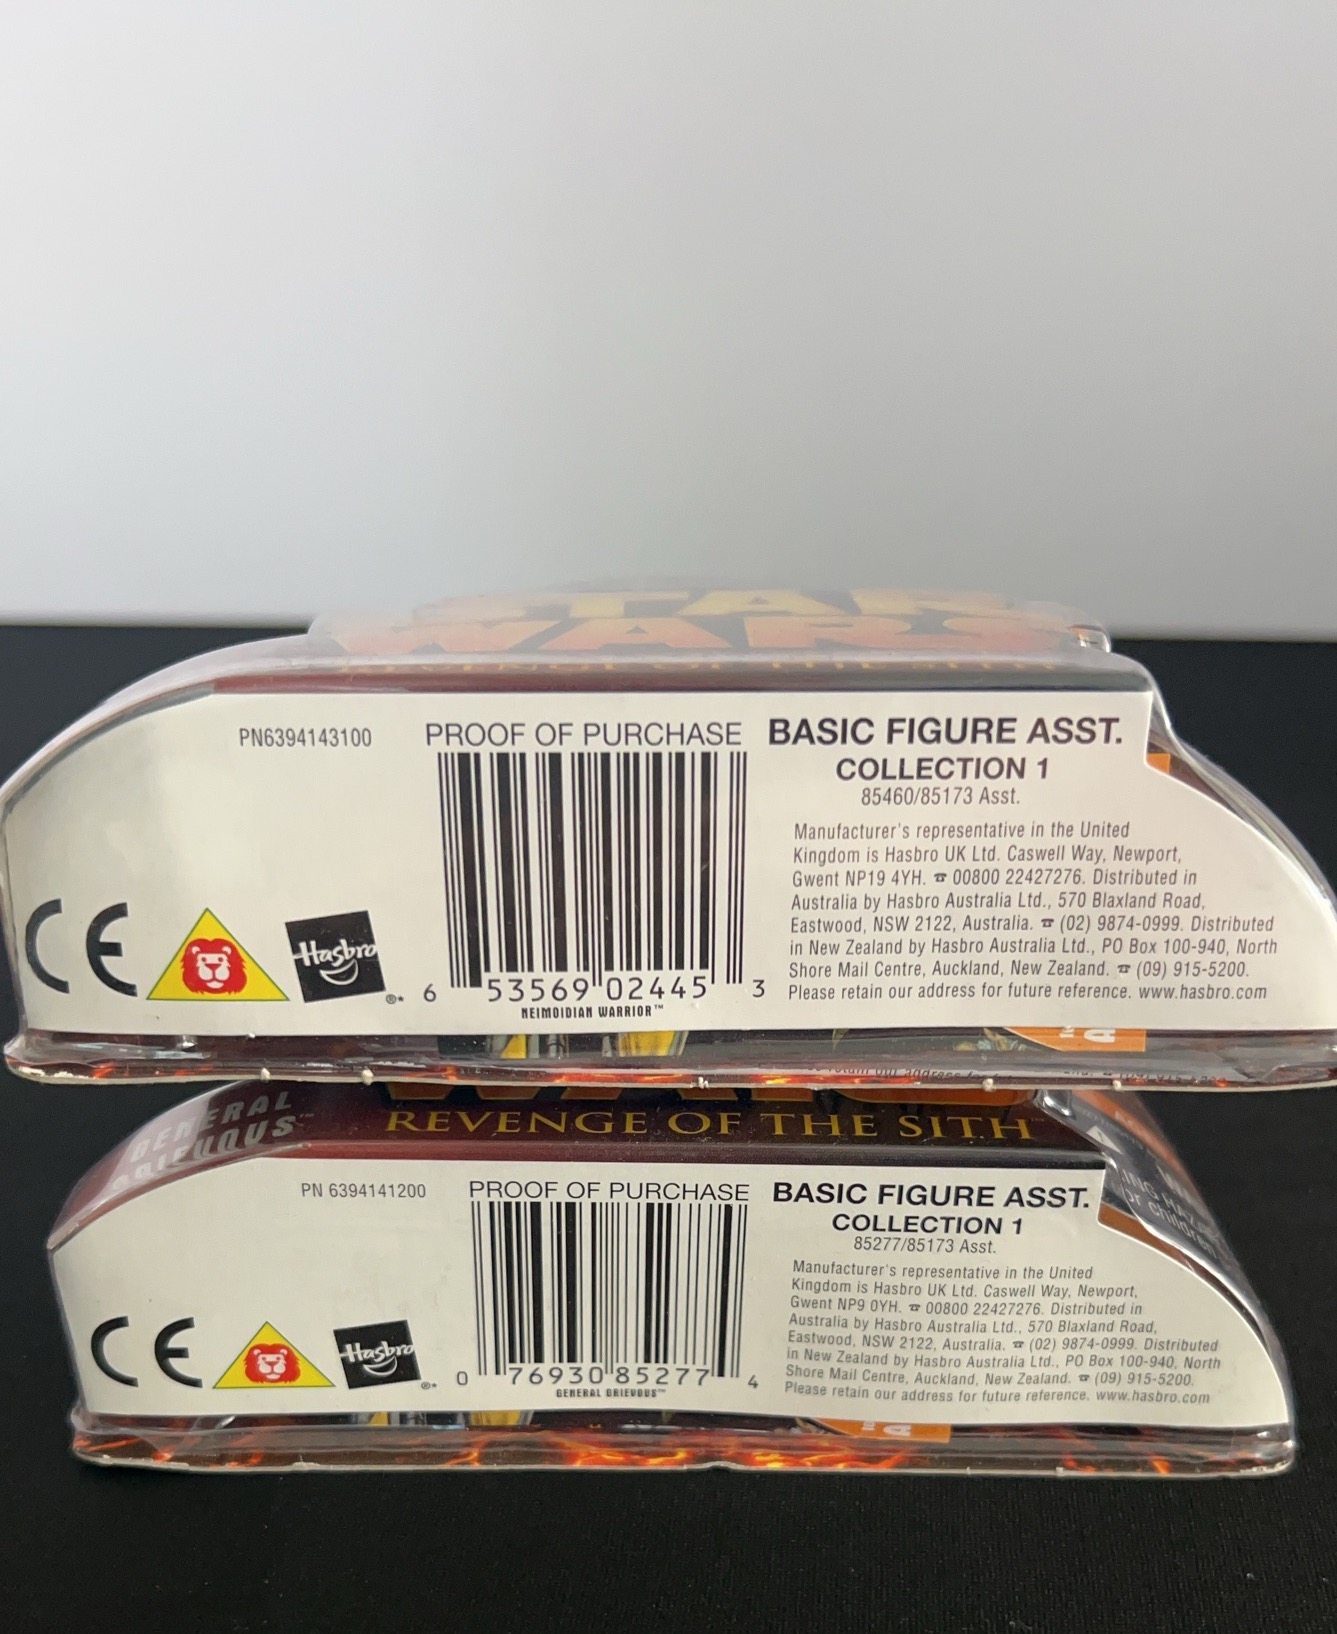 STAR
WARS
REVENGE OF THE SITH
PN6394143100
PROOF OF PURCHASE
6 53569 02445 3
NEIMOIDIAN WARRIOR™
BASIC FIGURE ASST.
COLLECTION 1
85460/85173 Asst.
Manufacturer's representative in the United
Kingdom is Hasbro UK Ltd. Caswell Way, Newport,
Gwent NP19 4YH. ☎ 00800 22427276. Distributed in
Australia by Hasbro Australia Ltd., 570 Blaxland Road,
Eastwood, NSW 2122, Australia. ☎ (02) 9874-0999. Distributed
in New Zealand by Hasbro Australia Ltd., PO Box 100-940, North
Shore Mail Centre, Auckland, New Zealand. ☎ (09) 915-5200.
Please retain our address for future reference. www.hasbro.com
CE
Hasbro
®*
GENERAL
GRIEVOUS™
WARS
REVENGE OF THE SITH™
PN 6394141200
PROOF OF PURCHASE
0 76930 85277 4
GENERAL GRIEVOUS™
BASIC FIGURE ASST.
COLLECTION 1
85277/85173 Asst.
Manufacturer's representative in the United
Kingdom is Hasbro UK Ltd. Caswell Way, Newport,
Gwent NP9 0YH. ☎ 00800 22427276. Distributed in
Australia by Hasbro Australia Ltd., 570 Blaxland Road,
Eastwood, NSW 2122, Australia. ☎ (02) 9874-0999. Distributed
in New Zealand by Hasbro Australia Ltd., PO Box 100-940, North
Shore Mail Centre, Auckland, New Zealand. ☎ (09) 915-5200.
Please retain our address for future reference. www.hasbro.com
CE
Hasbro
®*